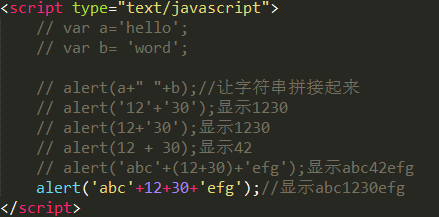 <script type="text/javascript">
// var a='hello';
// var b= 'word';
// alert(a+" "+b);//让字符串拼接起来
// alert('12'+'30');显示1230
// alert(12+'30');显示1230
// alert(12 + 30);显示42
// alert('abc'+(12+30)+'efg');显示abc42efg
alert('abc'+12+30+'efg');//显示abc1230efg
</script>